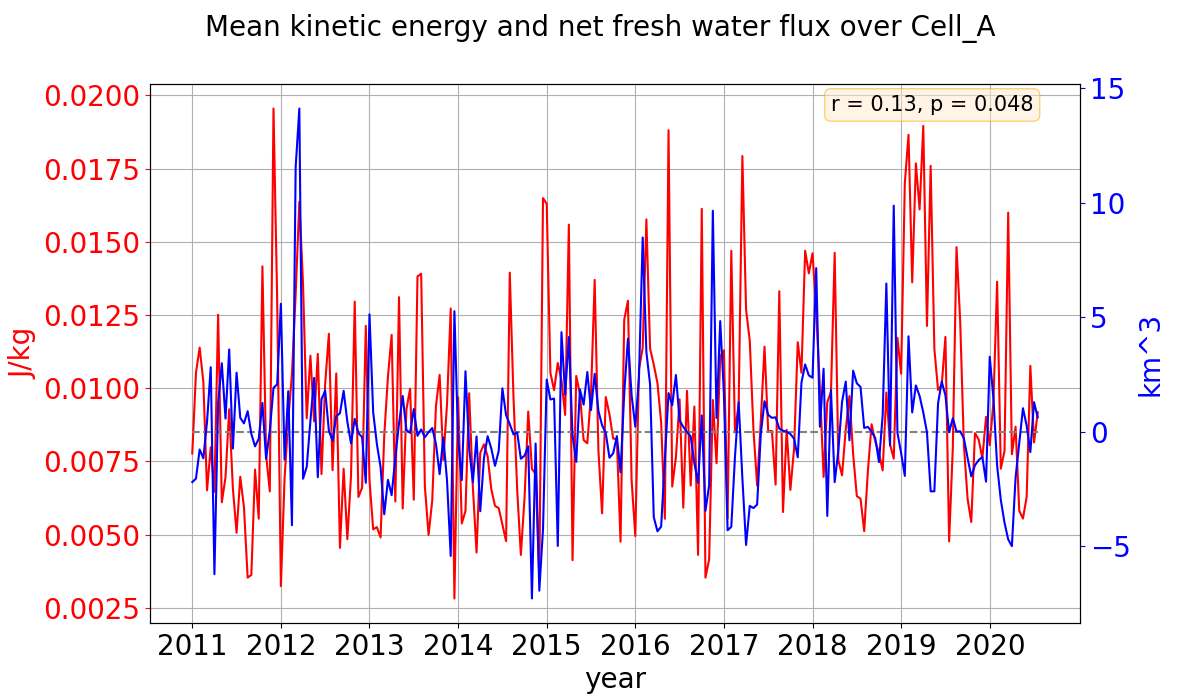 Mean kinetic energy and net fresh water flux over Cell_A
r = 0.13, p = 0.048
0.0200
0.0175
0.0150
0.0125
0.0100
0.0075
0.0050
0.0025
J/kg
15
10
5
0
−5
km^3
2011 2012 2013 2014 2015 2016 2017 2018 2019 2020
year